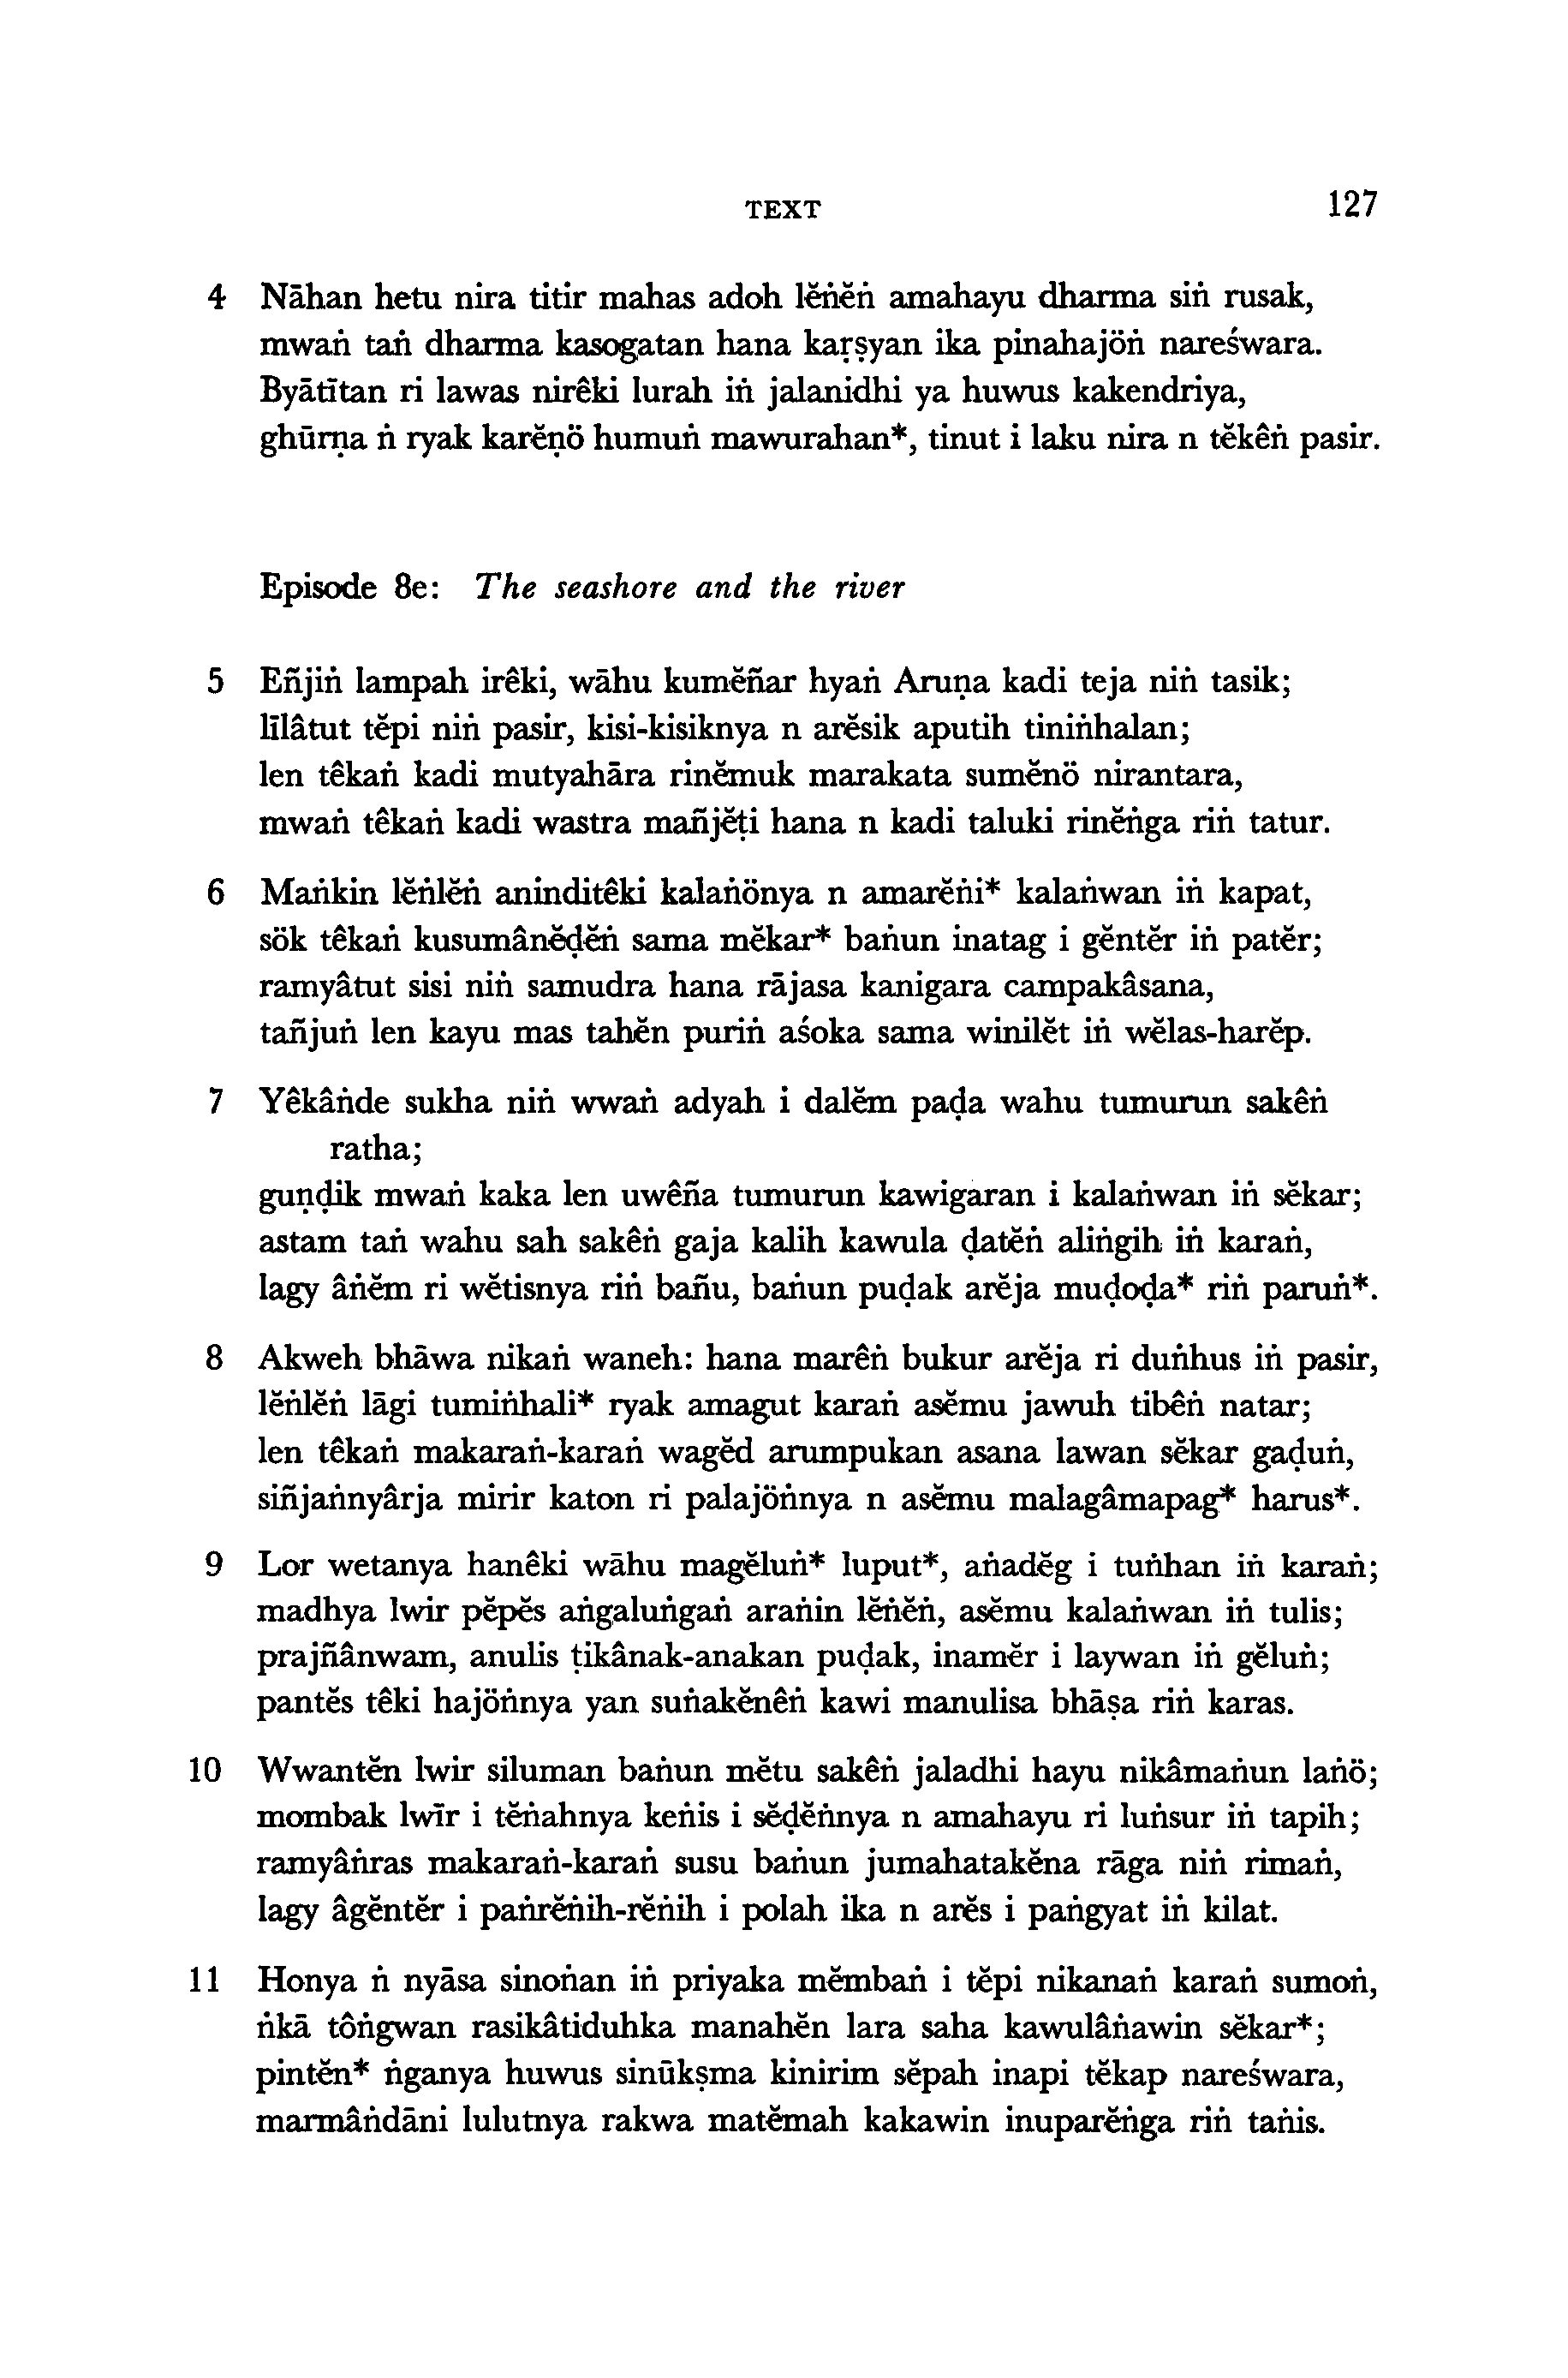 TEXT 127
4 Nāhan hetu nira titir mahas adoh lĕṅĕṅ amahayu dharma siṅ rusak,
mwaṅ taṅ dharma kasogatan hana karṣyan ika pinahajöṅ nareśwara.
Byātītan ri lawas nirêki lurah iṅ jalanidhi ya huwus kakendriya,
ghūrṇa ṅ ryak karĕṇö humuṅ mawurahan*, tinut i laku nira n tĕkêṅ pasir.
Episode 8e: The seashore and the river
5 Eñjiṅ lampah irêki, wāhu kumĕñar hyaṅ Aruṇa kadi teja niṅ tasik;
līlâtut tĕpi niṅ pasir, kisi-kisiknya n arĕsik aputih tiniṅhalan;
len têkaṅ kadi mutyahāra rinĕmuk marakata sumĕnö nirantara,
mwaṅ têkaṅ kadi wastra mañjĕṭi hana n kadi taluki rinĕṅga riṅ tatur.
6 Maṅkin lĕṅlĕṅ aninditêki kalaṅönya n amarĕṅi* kalaṅwan iṅ kapat,
sök têkaṅ kusumânĕḍĕṅ sama mĕkar* baṅun inatag i gĕntĕr iṅ patĕr;
ramyâtut sisi niṅ samudra hana rājasa kanigara campakâsana,
tañjuṅ len kayu mas tahĕn puriṅ aśoka sama winilĕt iṅ wĕlas-harĕp.
7 Yêkâṅde sukha niṅ wwaṅ adyah i dalĕm paḍa wahu tumurun sakêṅ
ratha;
guṇḍik mwaṅ kaka len uwêña tumurun kawigaran i kalaṅwan iṅ sĕkar;
astam taṅ wahu sah sakêṅ gaja kalih kawula ḍatĕṅ aliṅgih iṅ karaṅ,
lagy âṅĕm ri wĕtisnya riṅ bañu, baṅun puḍak arĕja muḍoḍa* riṅ paruṅ*.
8 Akweh bhāwa nikaṅ waneh: hana marêṅ bukur arĕja ri duṅhus iṅ pasir,
lĕṅlĕṅ lāgi tumiṅhali* ryak amagut karaṅ asĕmu jawuh tibêṅ natar;
len têkaṅ makaraṅ-karaṅ wagĕd arumpukan asana lawan sĕkar gaḍuṅ,
siñjaṅnyârja mirir katon ri palajöṅnya n asĕmu malagâmapag* harus*.
9 Lor wetanya hanêki wāhu magĕluṅ* luput*, aṅadĕg i tuṅhan iṅ karaṅ;
madhya lwir pĕpĕs aṅgaluṅgaṅ araṅin lĕṅĕṅ, asĕmu kalaṅwan iṅ tulis;
prajñânwam, anulis ṭikânak-anakan puḍak, inamĕr i laywan iṅ gĕluṅ;
pantĕs têki hajöṅnya yan suṅakĕnêṅ kawi manulisa bhāṣa riṅ karas.
10 Wwantĕn lwir siluman baṅun mĕtu sakêṅ jaladhi hayu nikâmaṅun laṅö;
mombak lwīr i tĕṅahnya keṅis i sĕḍĕṅnya n amahayu ri luṅsur iṅ tapih;
ramyâṅras makaraṅ-karaṅ susu baṅun jumahatakĕna rāga niṅ rimaṅ,
lagy âgĕntĕr i paṅrĕṅih-rĕṅih i polah ika n arĕs i paṅgyat iṅ kilat.
11 Honya ṅ nyāsa sinoṅan iṅ priyaka mĕmbaṅ i tĕpi nikanaṅ karaṅ sumoṅ,
ṅkā tôṅgwan rasikâtiduhka manahĕn lara saha kawulâṅawin sĕkar*;
pintĕn* ṅganya huwus sinūkṣma kinirim sĕpah inapi tĕkap nareśwara,
marmâṅdāni lulutnya rakwa matĕmah kakawin inuparĕṅga riṅ taṅis.